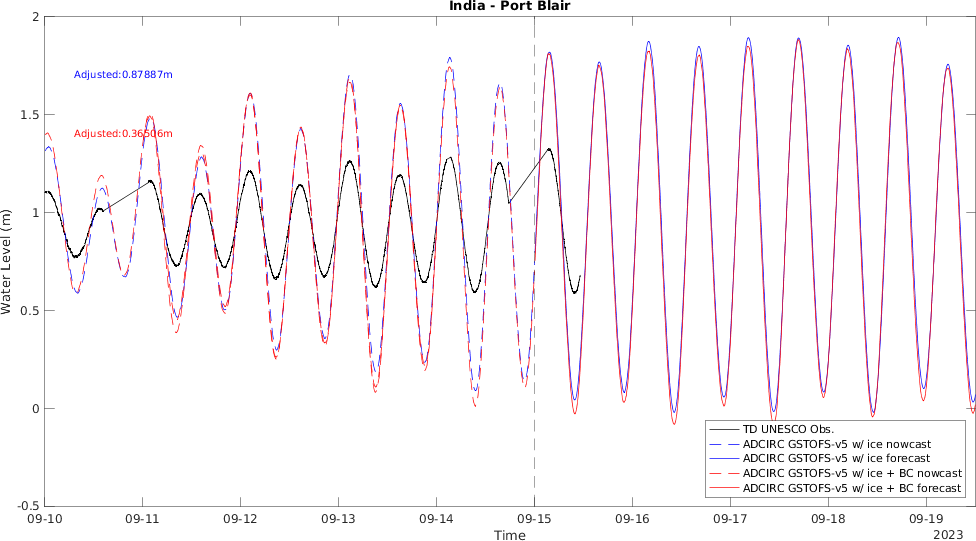 India - Port Blair
2
Adjusted:0.87887m
1.5
Adjusted:0.36506m
1
Water Level (m)
0.5
0
TD UNESCO Obs.
ADCIRC GSTOFS-v5 w/ ice nowcast
ADCIRC GSTOFS-v5 w/ ice forecast
ADCIRC GSTOFS-v5 w/ ice + BC nowcast
ADCIRC GSTOFS-v5 w/ ice + BC forecast
-0.5
09-10 09-11 09-12 09-13 09-14 09-15 09-16 09-17 09-18 09-19
Time
2023